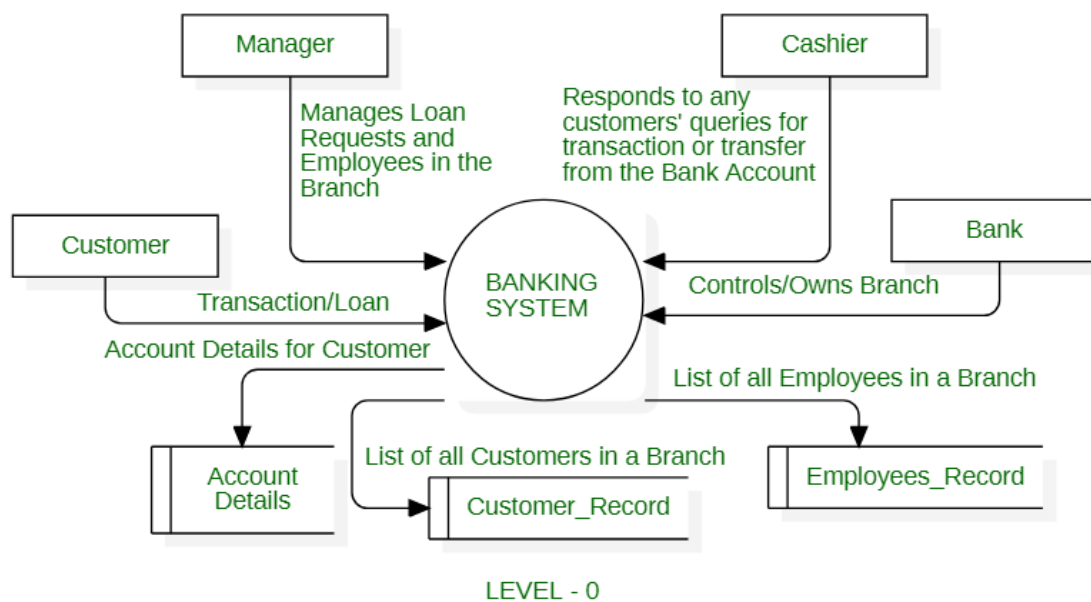 Manager
Cashier
Manages Loan
Requests and
Employees in the
Branch
Responds to any
customers' queries for
transaction or transfer
from the Bank Account
Customer
Bank
BANKING
SYSTEM
Transaction/Loan
Controls/Owns Branch
Account Details for Customer
List of all Employees in a Branch
Account
Details
List of all Customers in a Branch
Customer_Record
Employees_Record
LEVEL - 0